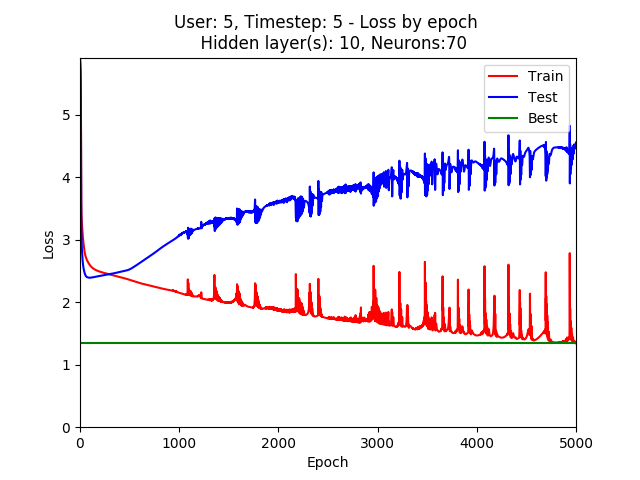 User: 5, Timestep: 5 - Loss by epoch
Hidden layer(s): 10, Neurons:70
Train
Test
Best
Loss
5
4
3
2
1
0
0 1000 2000 3000 4000 5000
Epoch